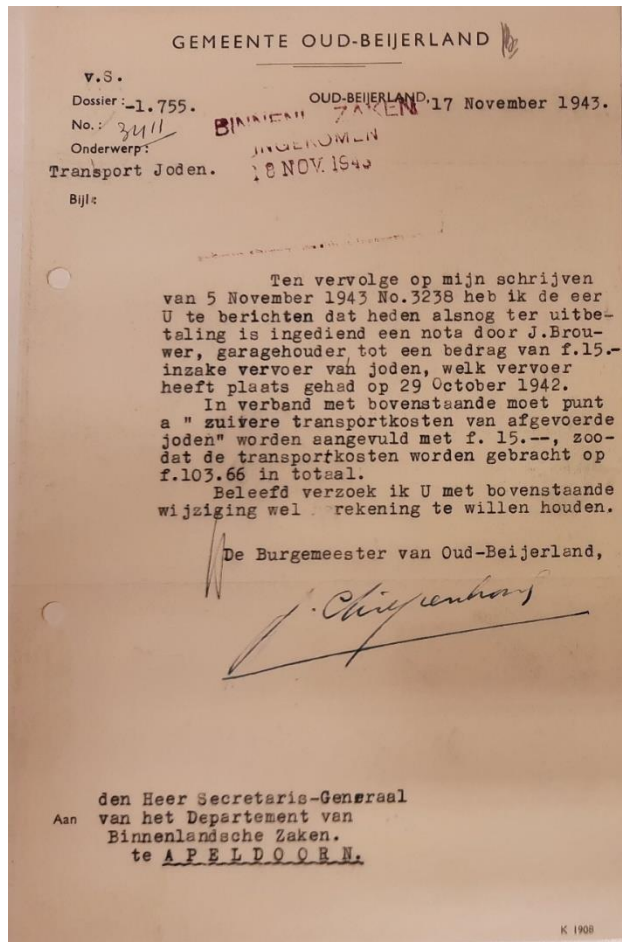 GEMEENTE OUD-BEIJERLAND
v.S.
Dossier: -1.755.
OUD-BEIJERLAND, 17 November 1943.
No.: 3411
BINNENL ZAKEN
Onderwerp:
INGEKOMEN
Transport Joden.
18 NOV. 1943
Bijl:
Ten vervolge op mijn schrijven
van 5 November 1943 No.3238 heb ik de eer
U te berichten dat heden alsnog ter uitbe-
taling is ingediend een nota door J.Brou-
wer, garagehouder, tot een bedrag van f.15.-
inzake vervoer van joden, welk vervoer
heeft plaats gehad op 29 October 1942.
In verband met bovenstaande moet punt
a " zuivere transportkosten van afgevoerde
joden" worden aangevuld met f. 15.--, zoo-
dat de transportkosten worden gebracht op
f.103.66 in totaal.
Beleefd verzoek ik U met bovenstaande
wijziging wel rekening te willen houden.
De Burgemeester van Oud-Beijerland,
den Heer Secretaris-Generaal
Aan van het Departement van
Binnenlandsche Zaken.
te APELDOORN.
K 1908